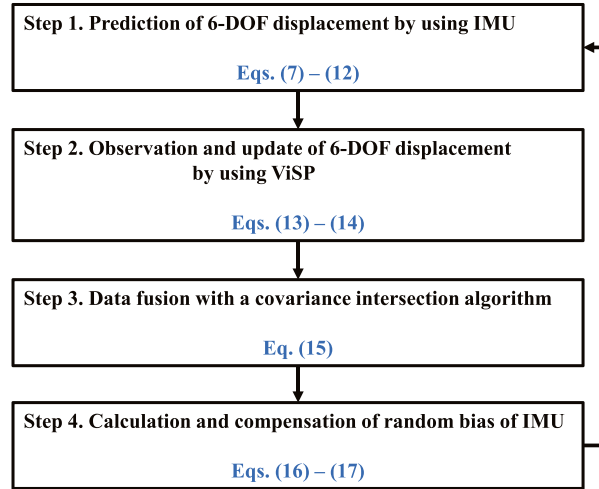 Step 1. Prediction of 6-DOF displacement by using IMU
Eqs. (7) – (12)
Step 2. Observation and update of 6-DOF displacement
by using ViSP
Eqs. (13) – (14)
Step 3. Data fusion with a covariance intersection algorithm
Eq. (15)
Step 4. Calculation and compensation of random bias of IMU
Eqs. (16) – (17)